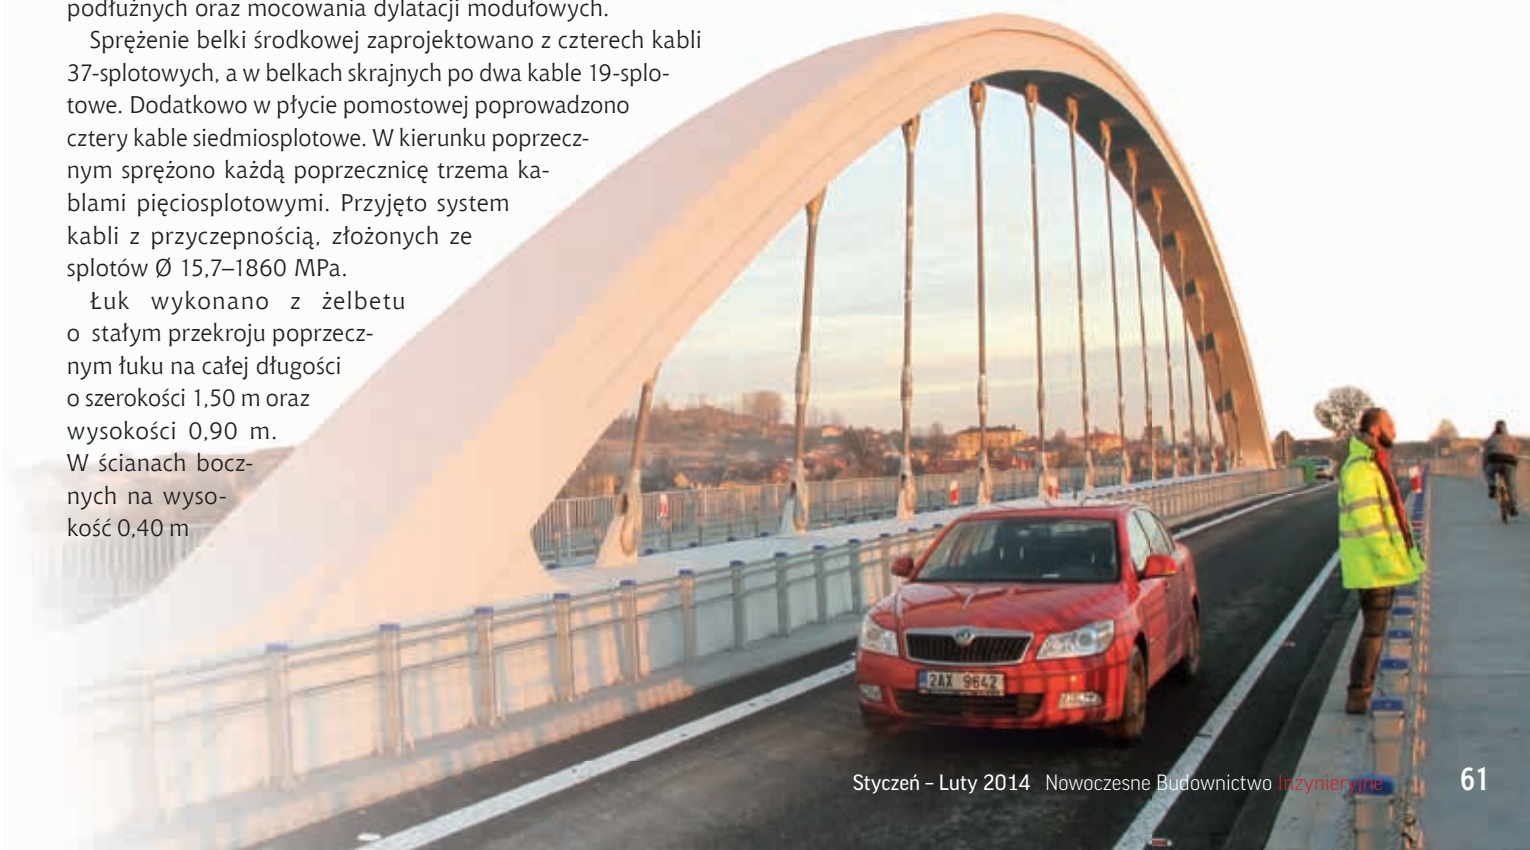 podłużnych oraz mocowania dylatacji modułowych.
Sprężenie belki środkowej zaprojektowano z czterech kabli
37-splotowych, a w belkach skrajnych po dwa kable 19-splo-
towe. Dodatkowo w płycie pomostowej poprowadzono
cztery kable siedmiosplotowe. W kierunku poprzecz-
nym sprężono każdą poprzecznicę trzema ka-
blami pięciosplotowymi. Przyjęto system
kabli z przyczepnością, złożonych ze
splotów Ø 15,7–1860 MPa.
Łuk wykonano z żelbetu
o stałym przekroju poprzecz-
nym łuku na całej długości
o szerokości 1,50 m oraz
wysokości 0,90 m.
W ścianach bocz-
nych na wyso-
kość 0,40 m
2AX 9642
Styczeń – Luty 2014 Nowoczesne Budownictwo Inżynieryjne 61